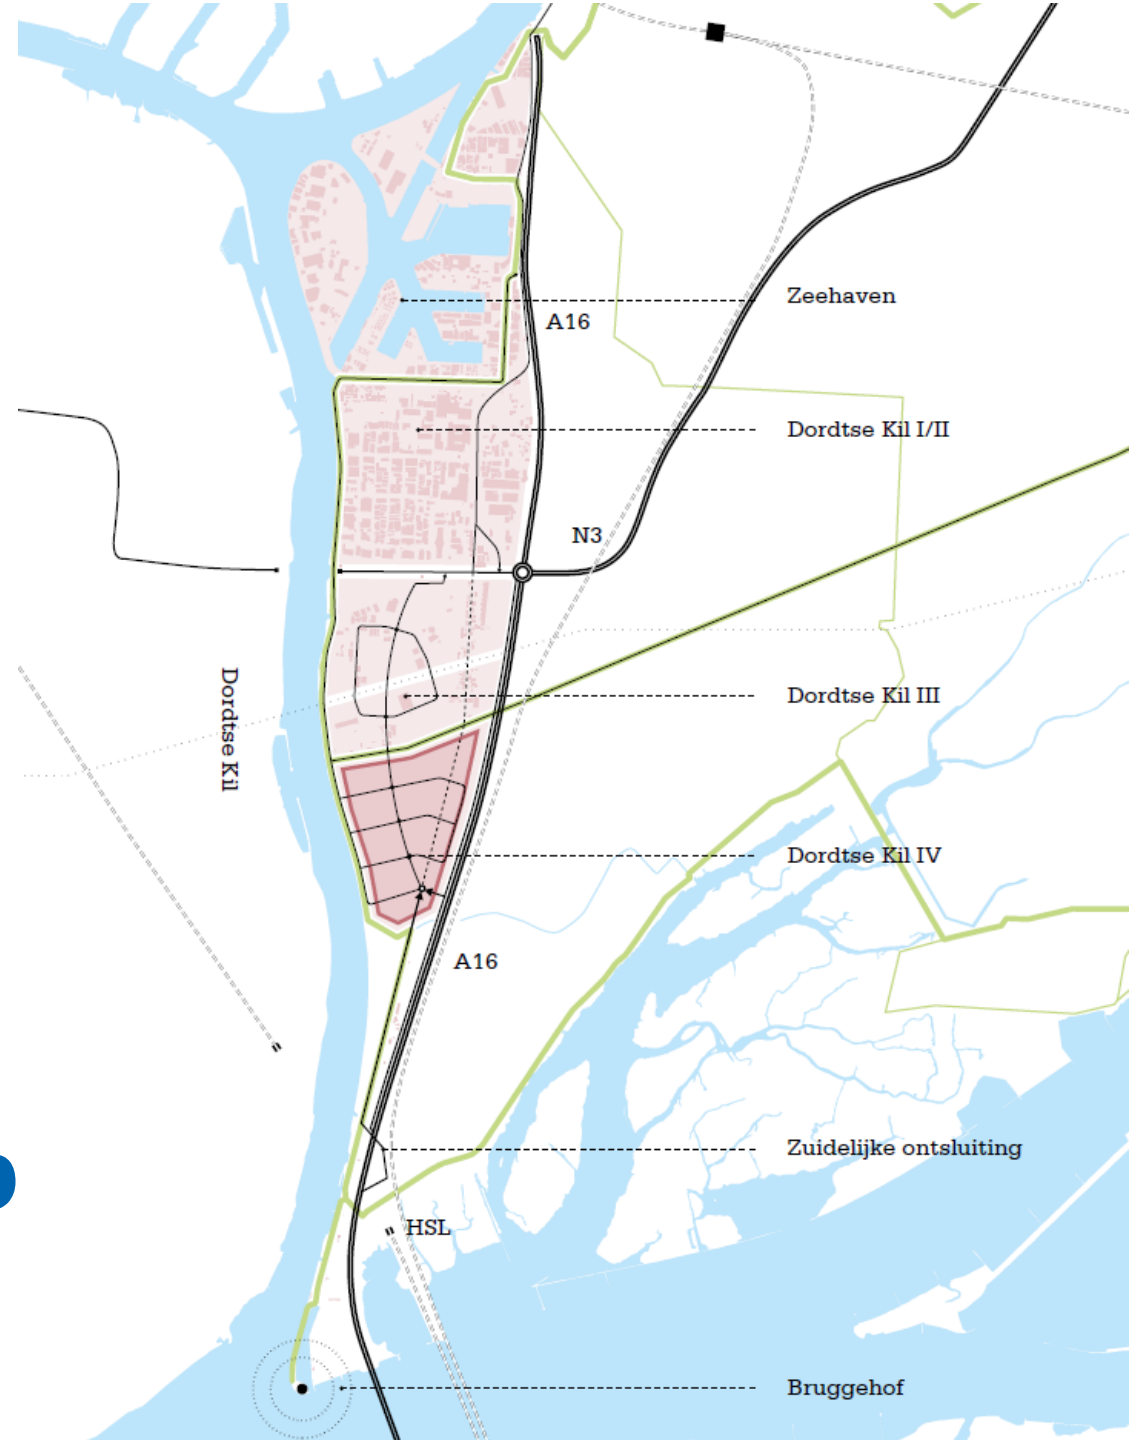 Zeehaven
A16
Dordtse Kil I/II
N3
Dordtse Kil
Dordtse Kil III
Dordtse Kil IV
A16
Zuidelijke ontsluiting
HSL
Bruggehof